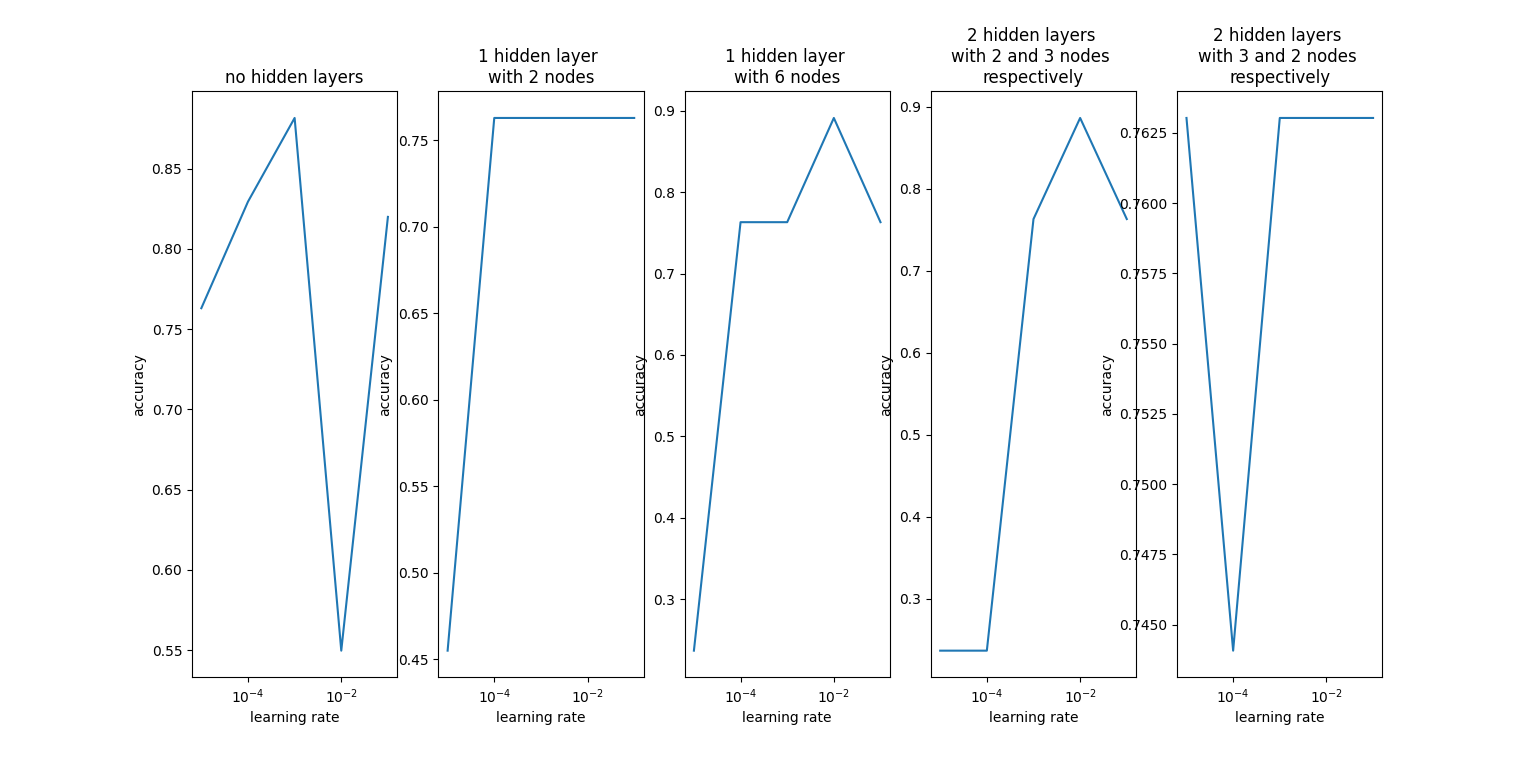 no hidden layers
0.85
0.80
0.75
0.70
0.65
0.60
0.55
accuracy
10^-4
10^-2
learning rate
1 hidden layer
with 2 nodes
0.75
0.70
0.65
0.60
0.55
0.50
0.45
accuracy
10^-4
10^-2
learning rate
1 hidden layer
with 6 nodes
0.9
0.8
0.7
0.6
0.5
0.4
0.3
accuracy
10^-4
10^-2
learning rate
2 hidden layers
with 2 and 3 nodes
respectively
0.9
0.8
0.7
0.6
0.5
0.4
0.3
accuracy
10^-4
10^-2
learning rate
2 hidden layers
with 3 and 2 nodes
respectively
0.7625
0.7600
0.7575
0.7550
0.7525
0.7500
0.7475
0.7450
accuracy
10^-4
10^-2
learning rate